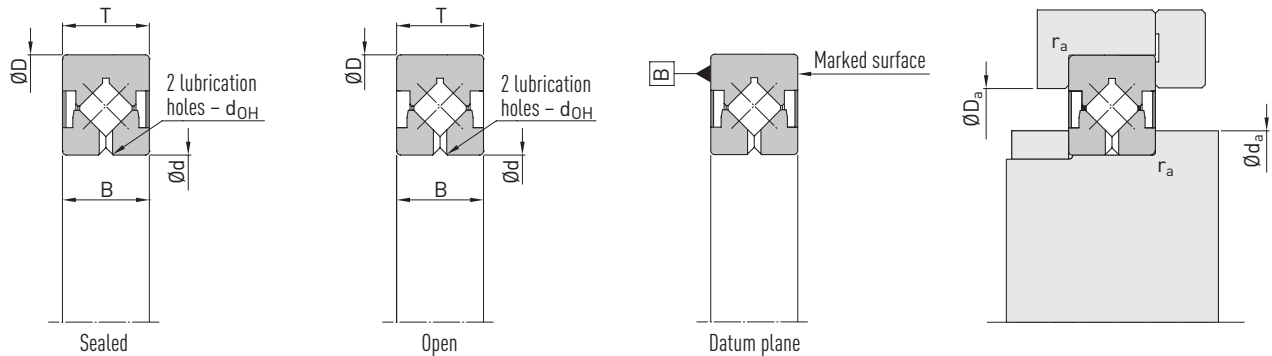 T
ØD
2 lubrication
holes – dOH
Ød
B
Sealed
T
ØD
2 lubrication
holes – dOH
Ød
B
Open
B
Marked surface
Datum plane
ra
ØDa
Øda
ra